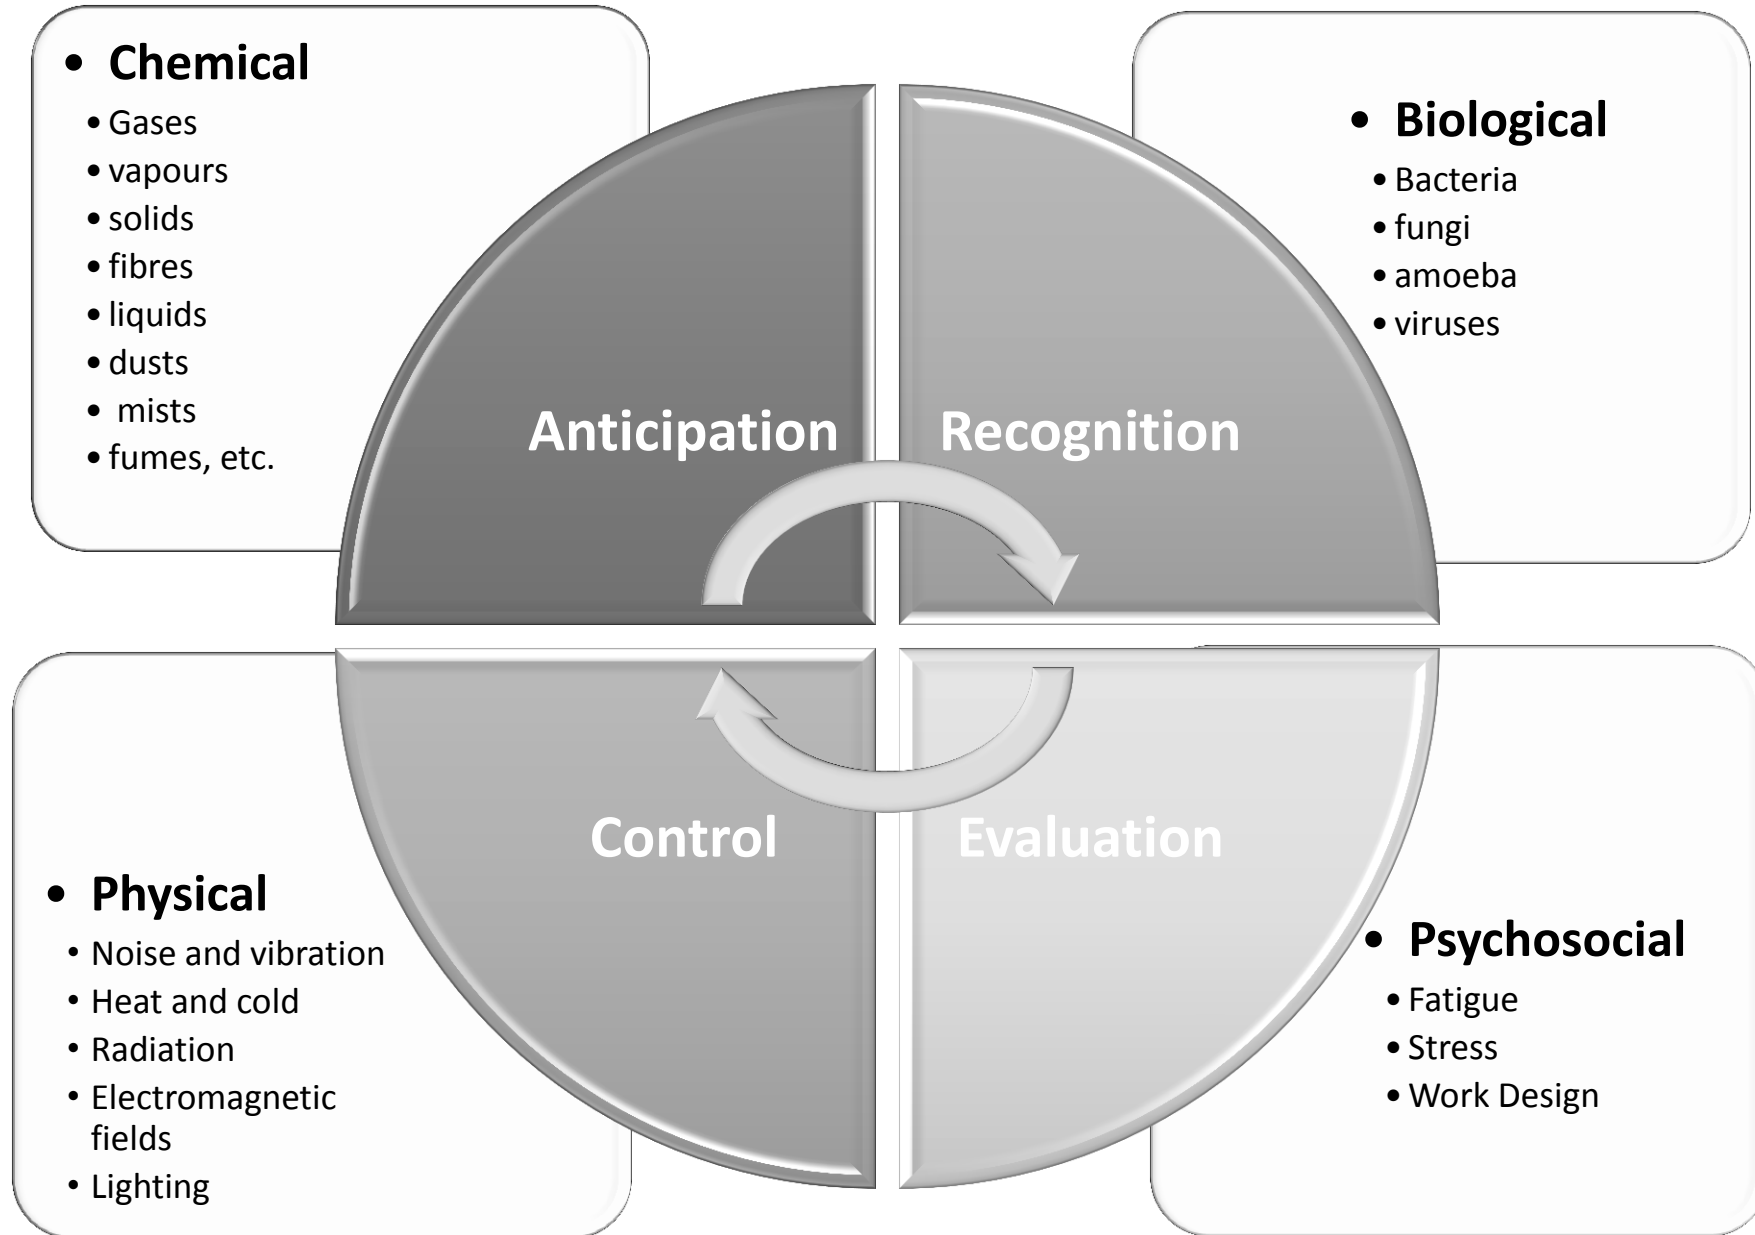 • Chemical
• Gases
• vapours
• solids
• fibres
• liquids
• dusts
• mists
• fumes, etc.
• Biological
• Bacteria
• fungi
• amoeba
• viruses
Anticipation
Recognition
Control
Evaluation
• Physical
• Noise and vibration
• Heat and cold
• Radiation
• Electromagnetic
fields
• Lighting
• Psychosocial
• Fatigue
• Stress
• Work Design